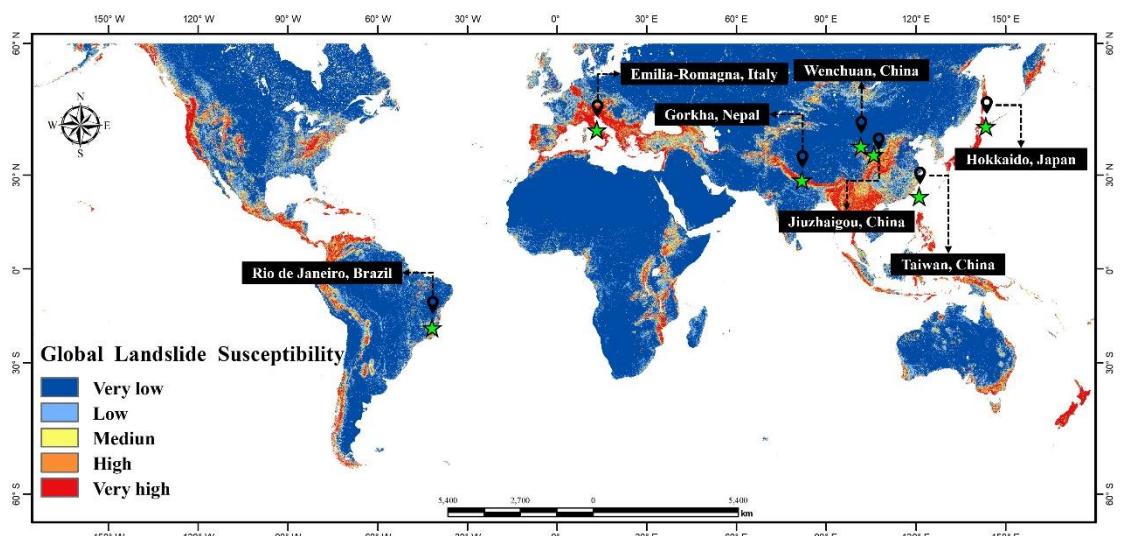 150° W 120° W 90° W 60° W 30° W 0° 30° E 60° E 90° E 120° E 150° E
60° N 60° N
Emilia-Romagna, Italy Wenchuan, China
Gorkha, Nepal
N
W E
S
Hokkaido, Japan
30° N 30° N
Jiuzhaigou, China
Taiwan, China
Rio de Janeiro, Brazil
0° 0°
30° S 30° S
Global Landslide Susceptibility
Very low
Low
Mediun
High
Very high
60° S 60° S
5,400 2,700 0 5,400
km
150° W 120° W 90° W 60° W 30° W 0° 30° E 60° E 90° E 120° E 150° E